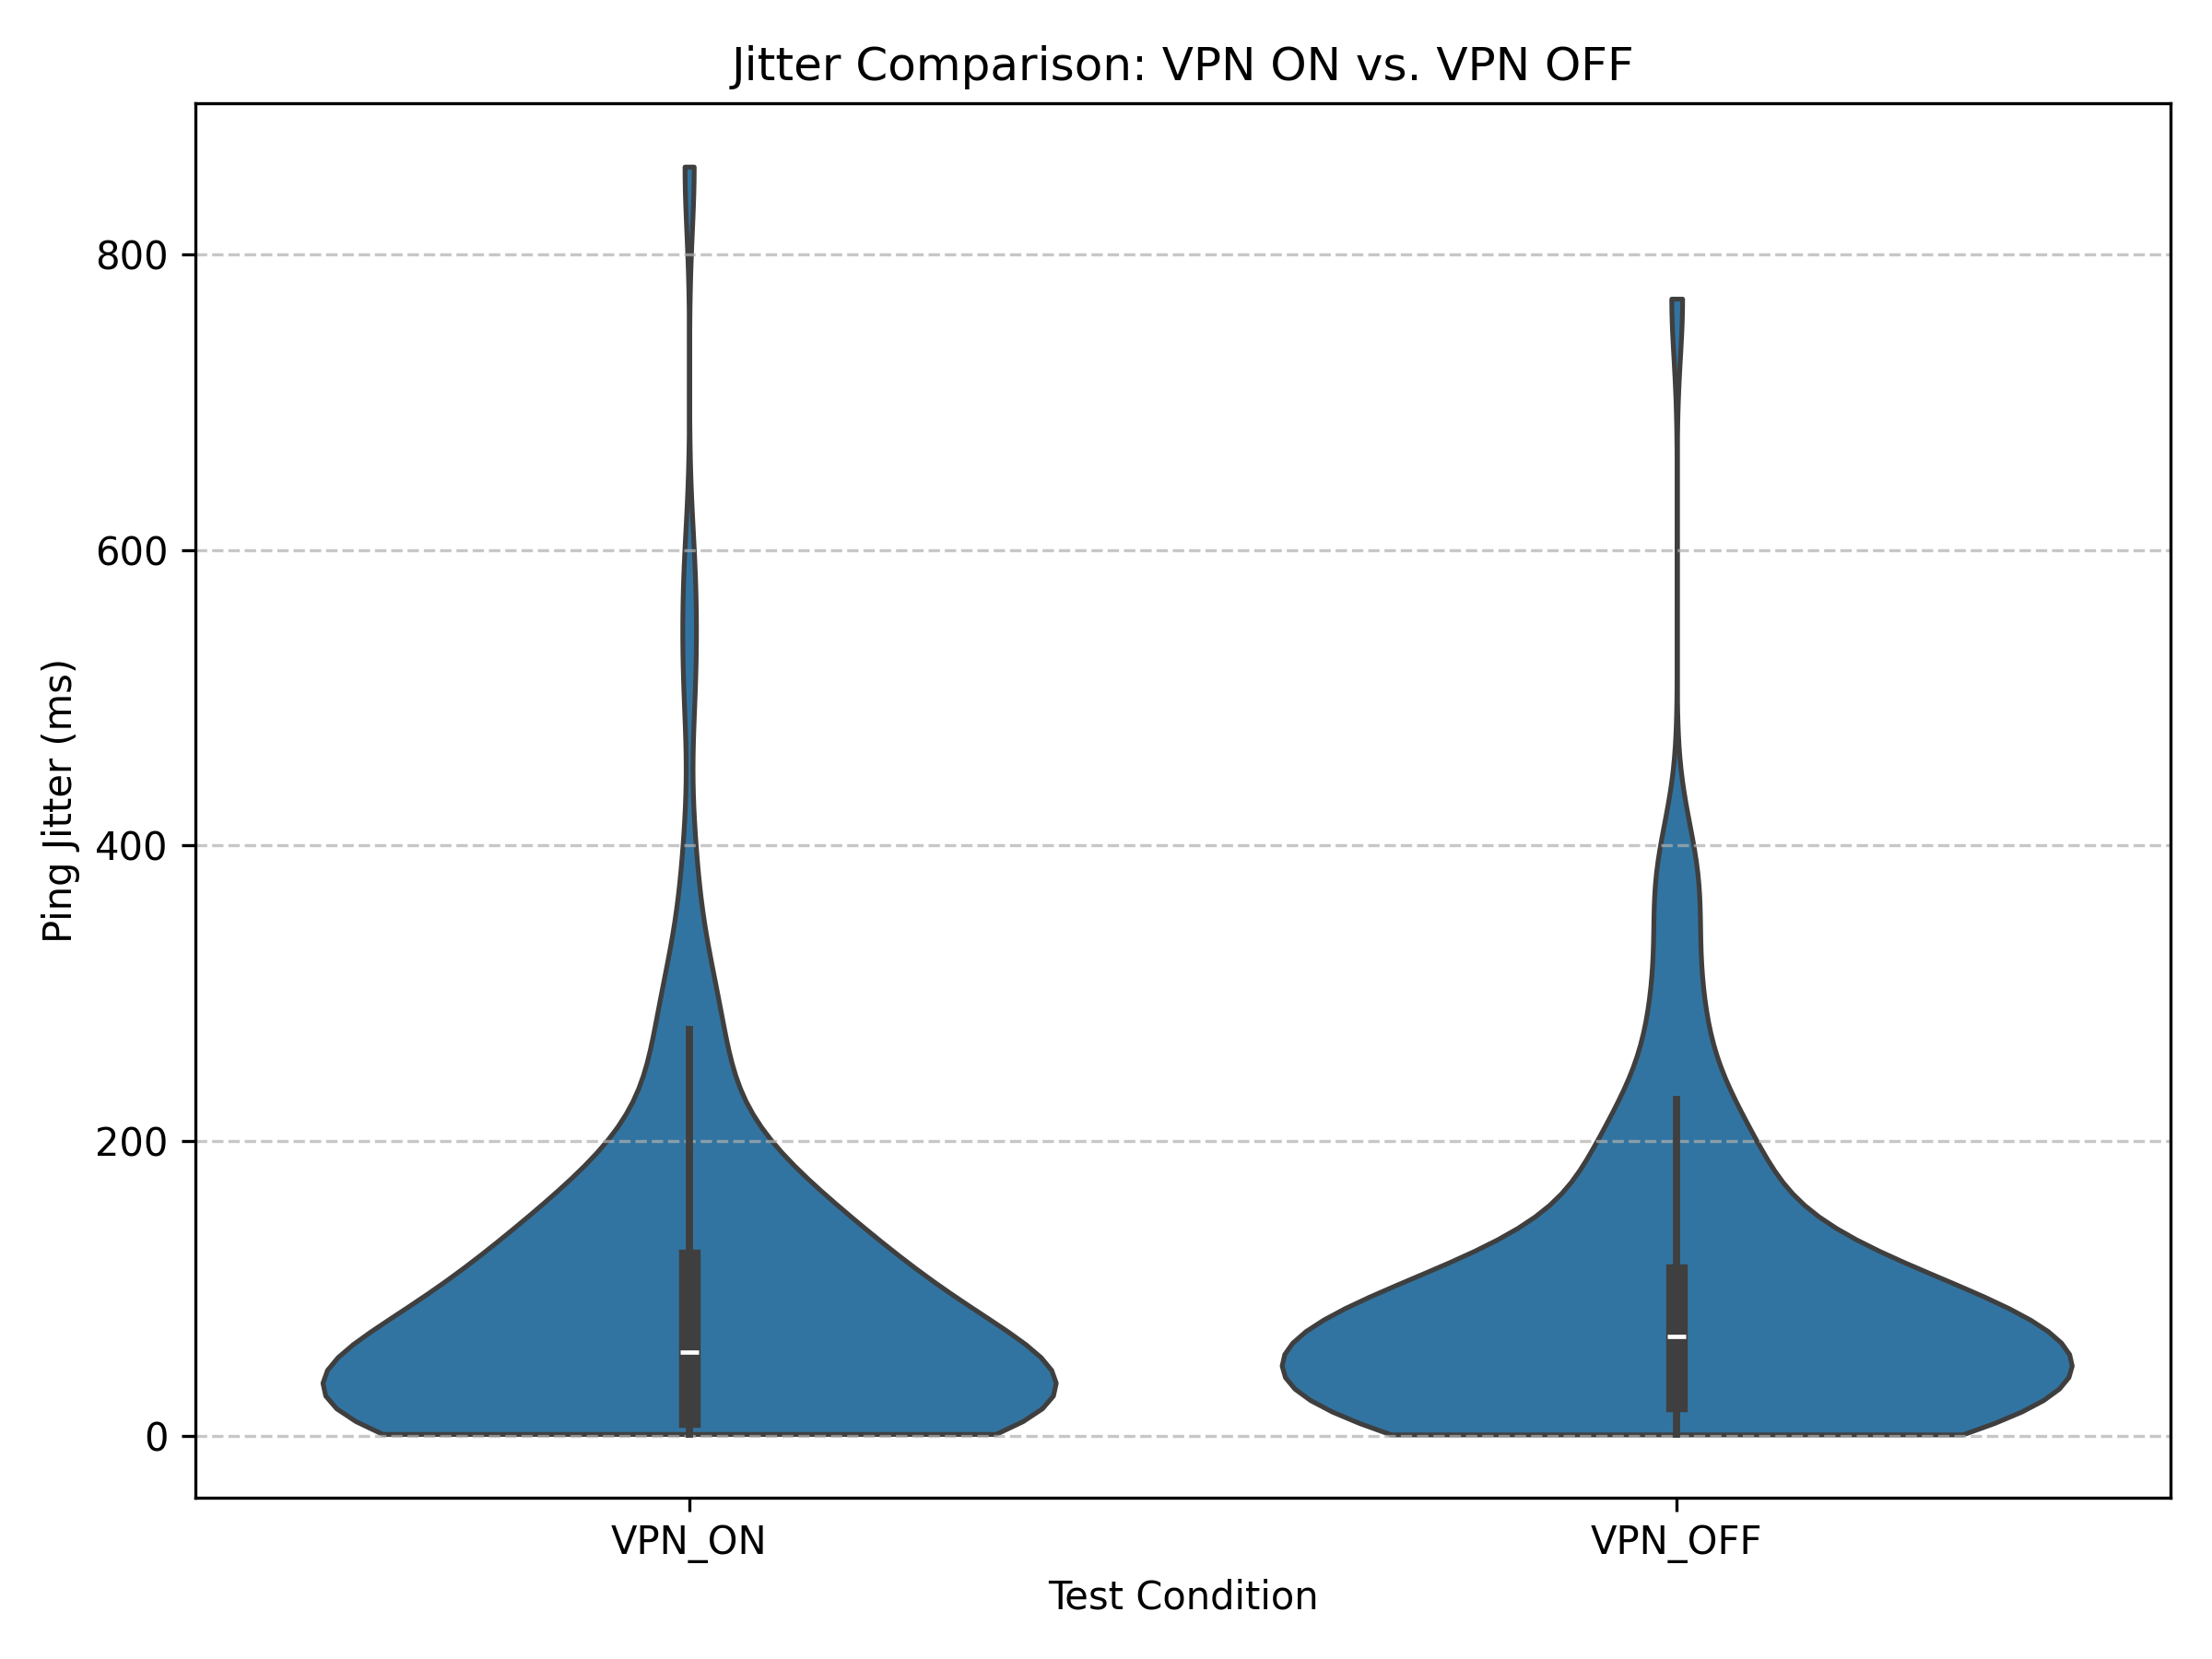 Jitter Comparison: VPN ON vs. VPN OFF
Ping Jitter (ms)
800
600
400
200
0
VPN_ON
VPN_OFF
Test Condition